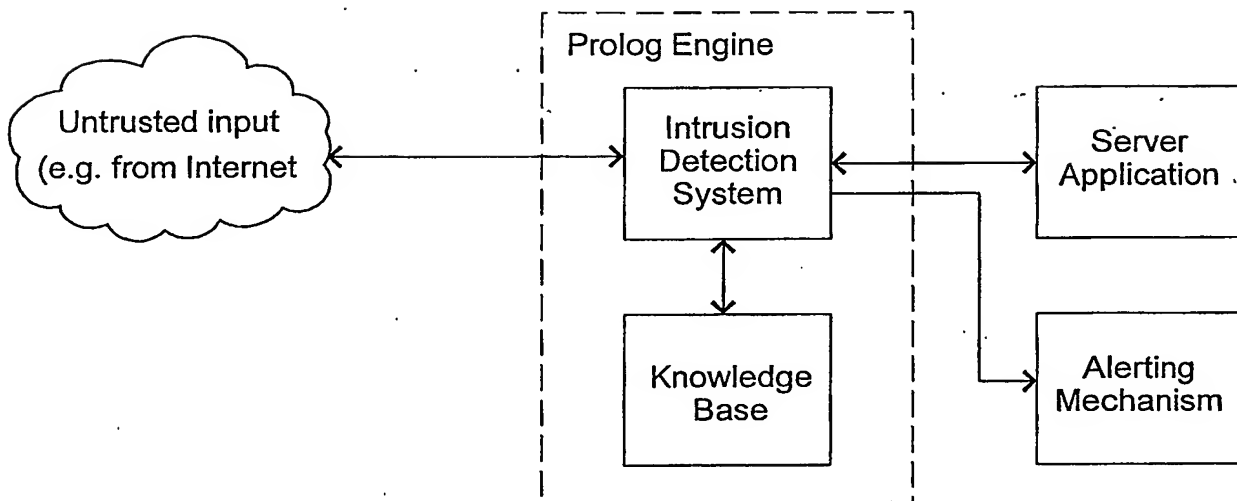 Prolog Engine
Untrusted input
(e.g. from Internet
Intrusion
Detection
System
Server
Application
Knowledge
Base
Alerting
Mechanism